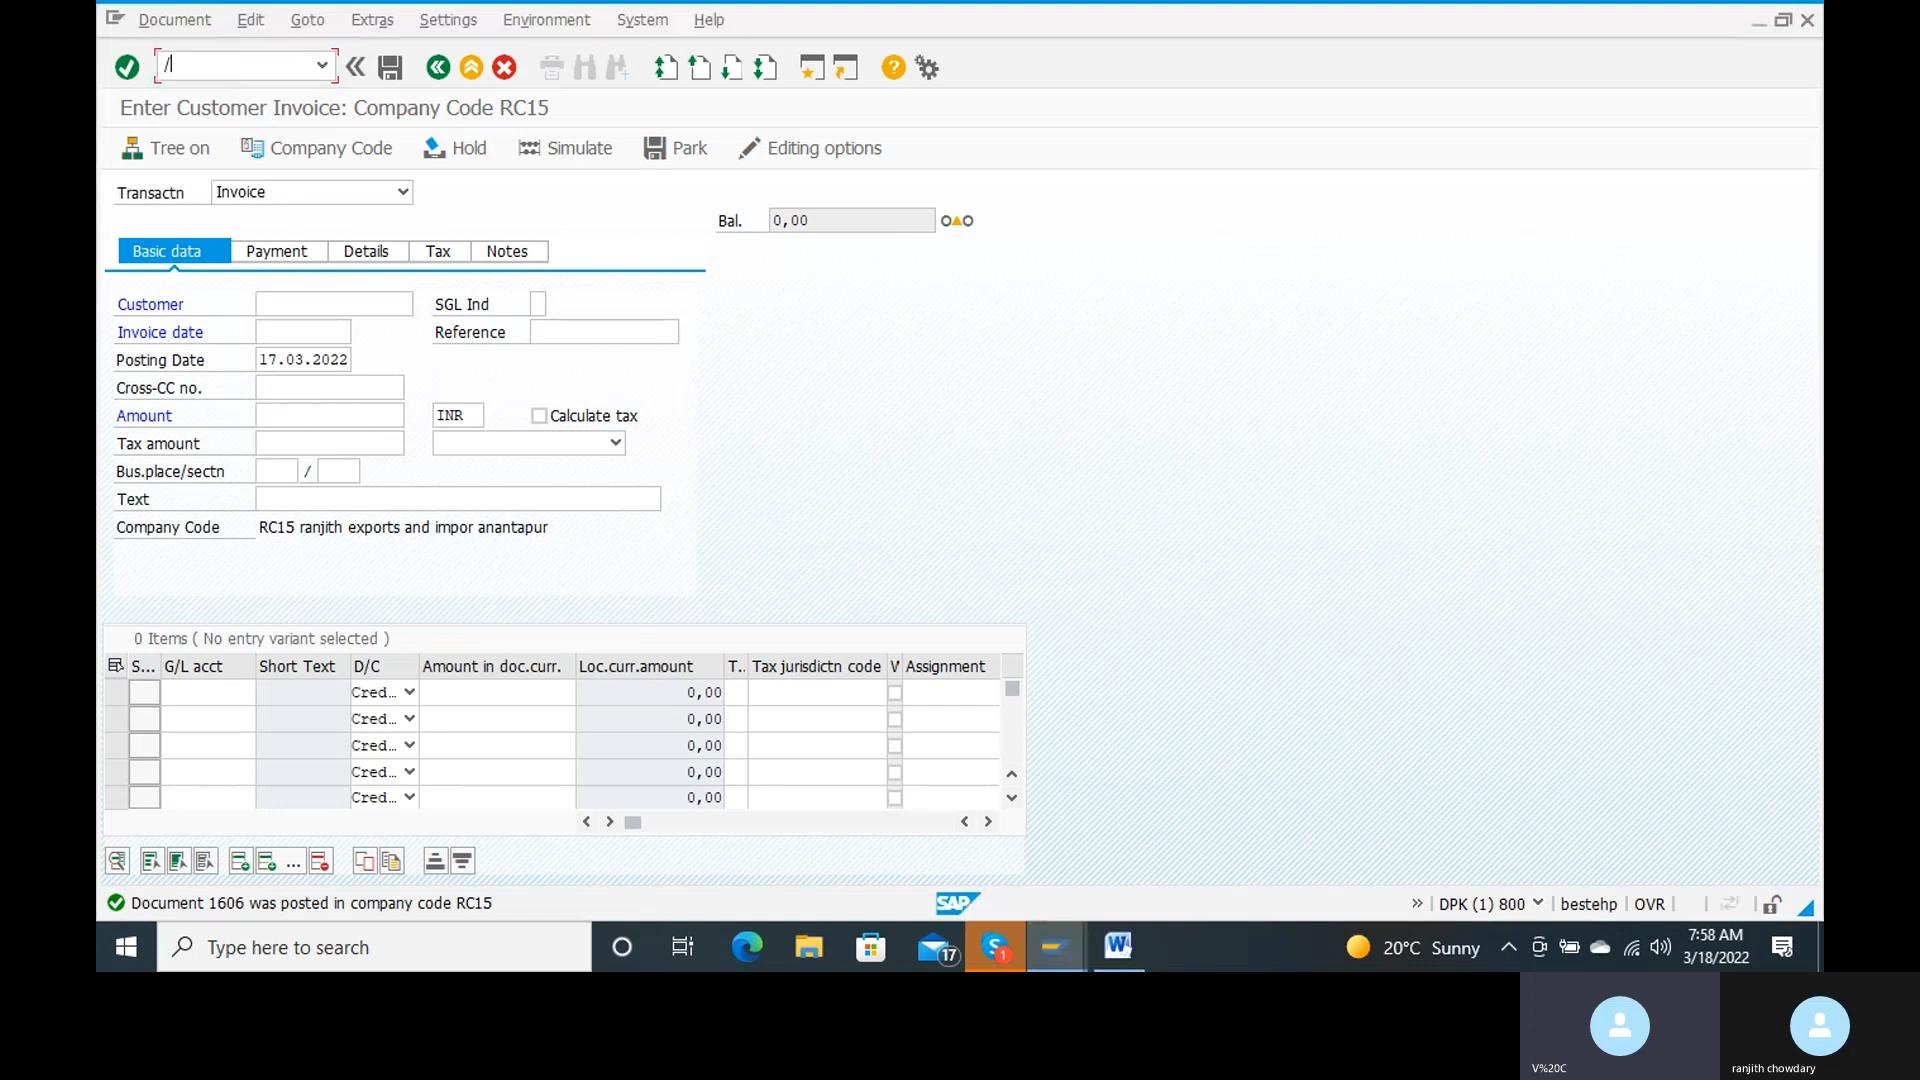 Document Edit Goto Extras Settings Environment System Help
/
Enter Customer Invoice: Company Code RC15
Tree on Company Code Hold Simulate Park Editing options
Transactn Invoice
Bal. 0,00
Basic data Payment Details Tax Notes
Customer SGL Ind
Invoice date Reference
Posting Date 17.03.2022
Cross-CC no.
Amount INR Calculate tax
Tax amount
Bus.place/sectn /
Text
Company Code RC15 ranjith exports and impor anantapur
0 Items ( No entry variant selected )
S... G/L acct Short Text D/C Amount in doc.curr. Loc.curr.amount T.. Tax jurisdictn code V Assignment
Cred... 0,00
Cred... 0,00
Cred... 0,00
Cred... 0,00
Cred... 0,00
...
Document 1606 was posted in company code RC15 SAP DPK (1) 800 bestehp OVR
Type here to search 17 1 20°C Sunny 7:58 AM
3/18/2022
V%20C ranjith chowdary